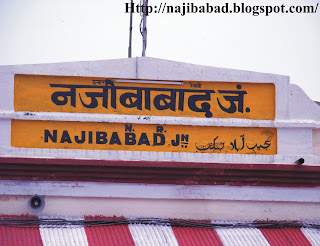 Http://najibabad.blogspot.com/
नजीबाबाद जं.
N. R.
NAJIBABAD JN نجیب آباد جنکشن